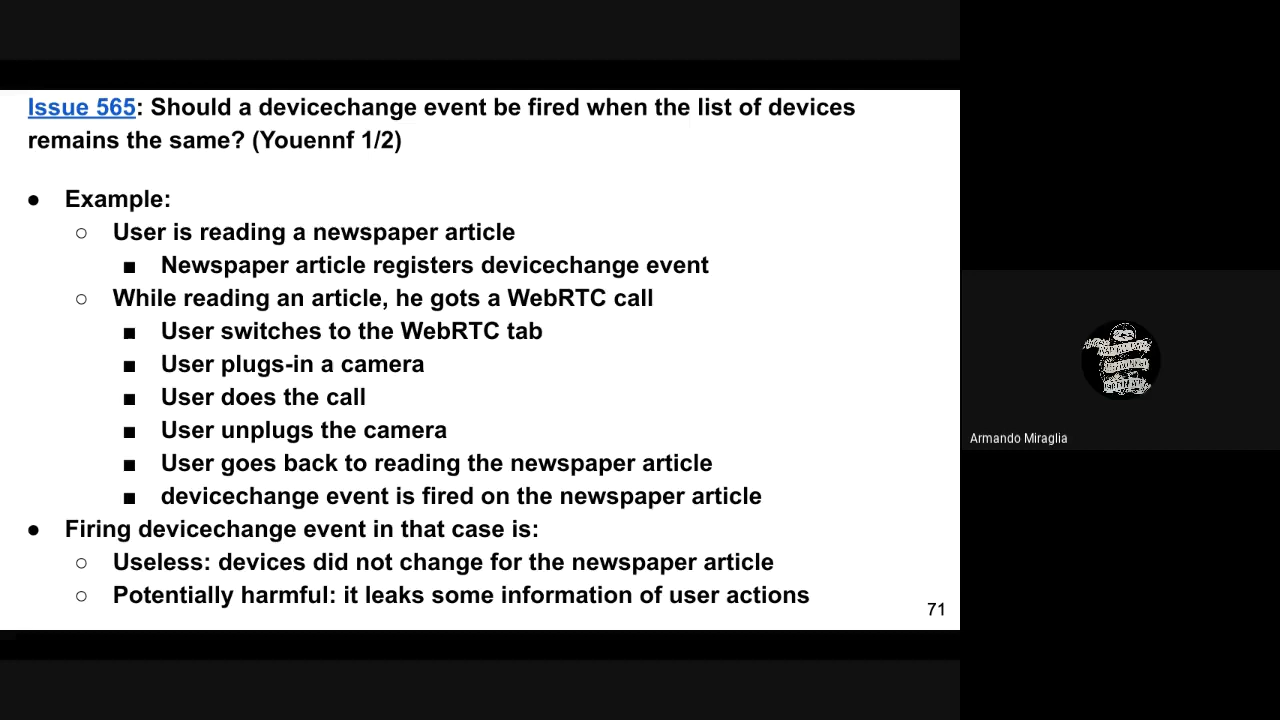 Issue 565: Should a devicechange event be fired when the list of devices
remains the same? (Youennf 1/2)
● Example:
○ User is reading a newspaper article
■ Newspaper article registers devicechange event
○ While reading an article, he gots a WebRTC call
■ User switches to the WebRTC tab
■ User plugs-in a camera
■ User does the call
■ User unplugs the camera
■ User goes back to reading the newspaper article
■ devicechange event is fired on the newspaper article
● Firing devicechange event in that case is:
○ Useless: devices did not change for the newspaper article
○ Potentially harmful: it leaks some information of user actions
71
Armando Miraglia